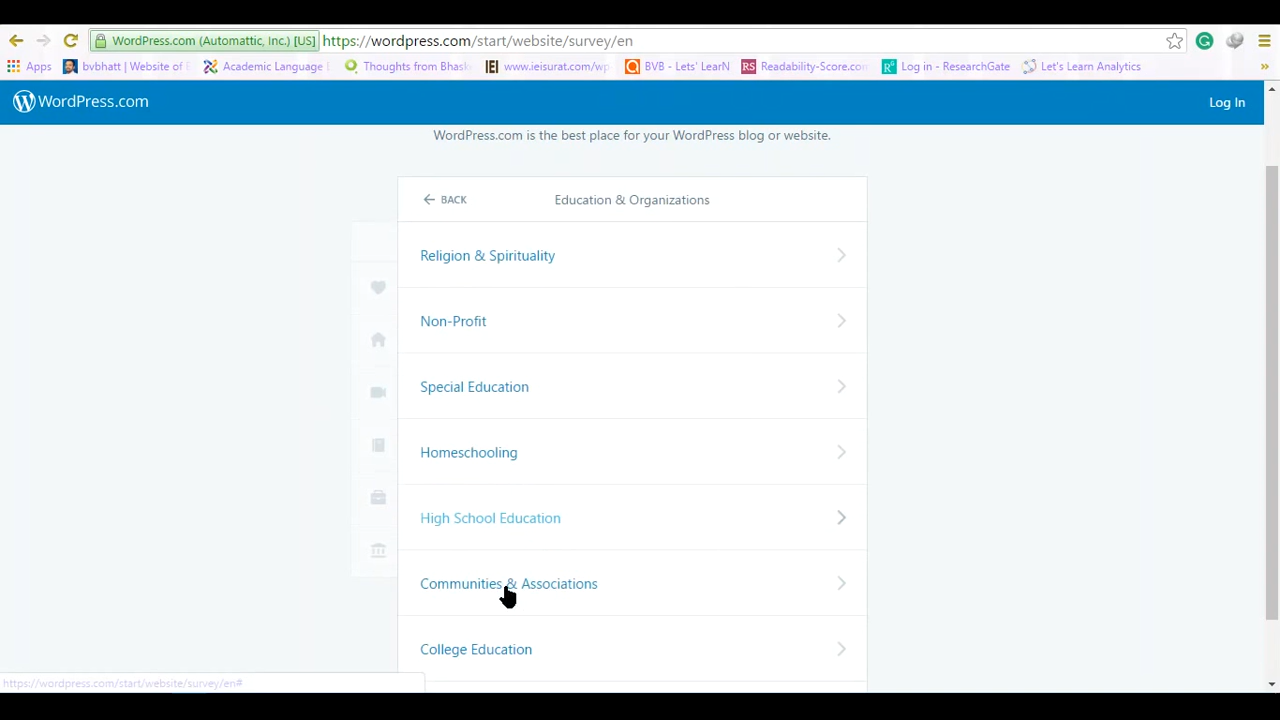 WordPress.com (Automattic, Inc.) [US] https://wordpress.com/start/website/survey/en
Apps bvbhatt | Website of Academic Language Thoughts from Bhask www.ieisurat.com/wp BVB - Lets' LearN Readability-Score.com Log in - ResearchGate Let's Learn Analytics »
WordPress.com Log In
WordPress.com is the best place for your WordPress blog or website.
BACK Education & Organizations
Religion & Spirituality
Non-Profit
Special Education
Homeschooling
High School Education
Communities & Associations
College Education
https://wordpress.com/start/website/survey/en#